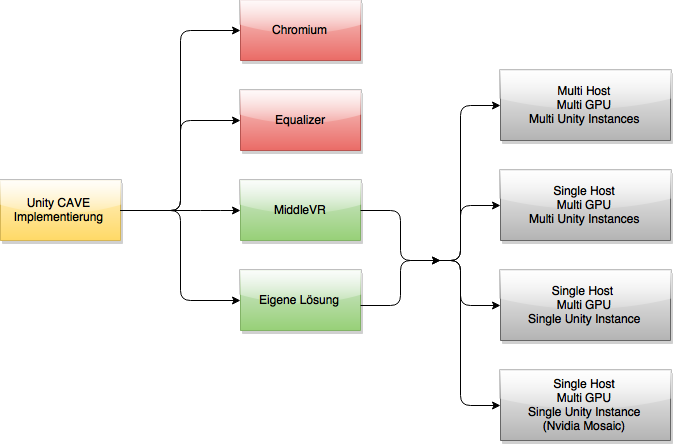 Unity CAVE
Implementierung
Chromium
Equalizer
MiddleVR
Eigene Lösung
Multi Host
Multi GPU
Multi Unity Instances
Single Host
Multi GPU
Multi Unity Instances
Single Host
Multi GPU
Single Unity Instance
Single Host
Multi GPU
Single Unity Instance
(Nvidia Mosaic)